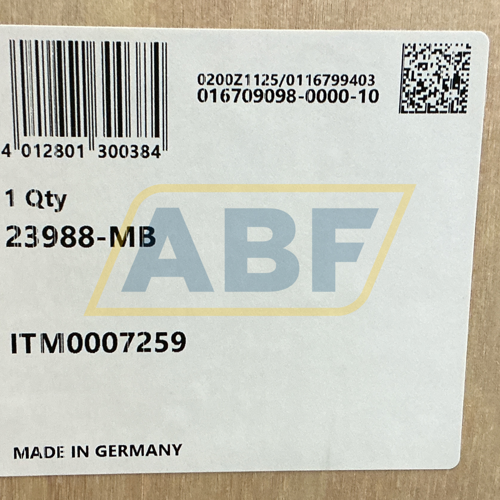 0200Z1125/0116799403
016709098-0000-10
4 012801 300384
1 Qty
23988-MB
ABF
ITM0007259
MADE IN GERMANY